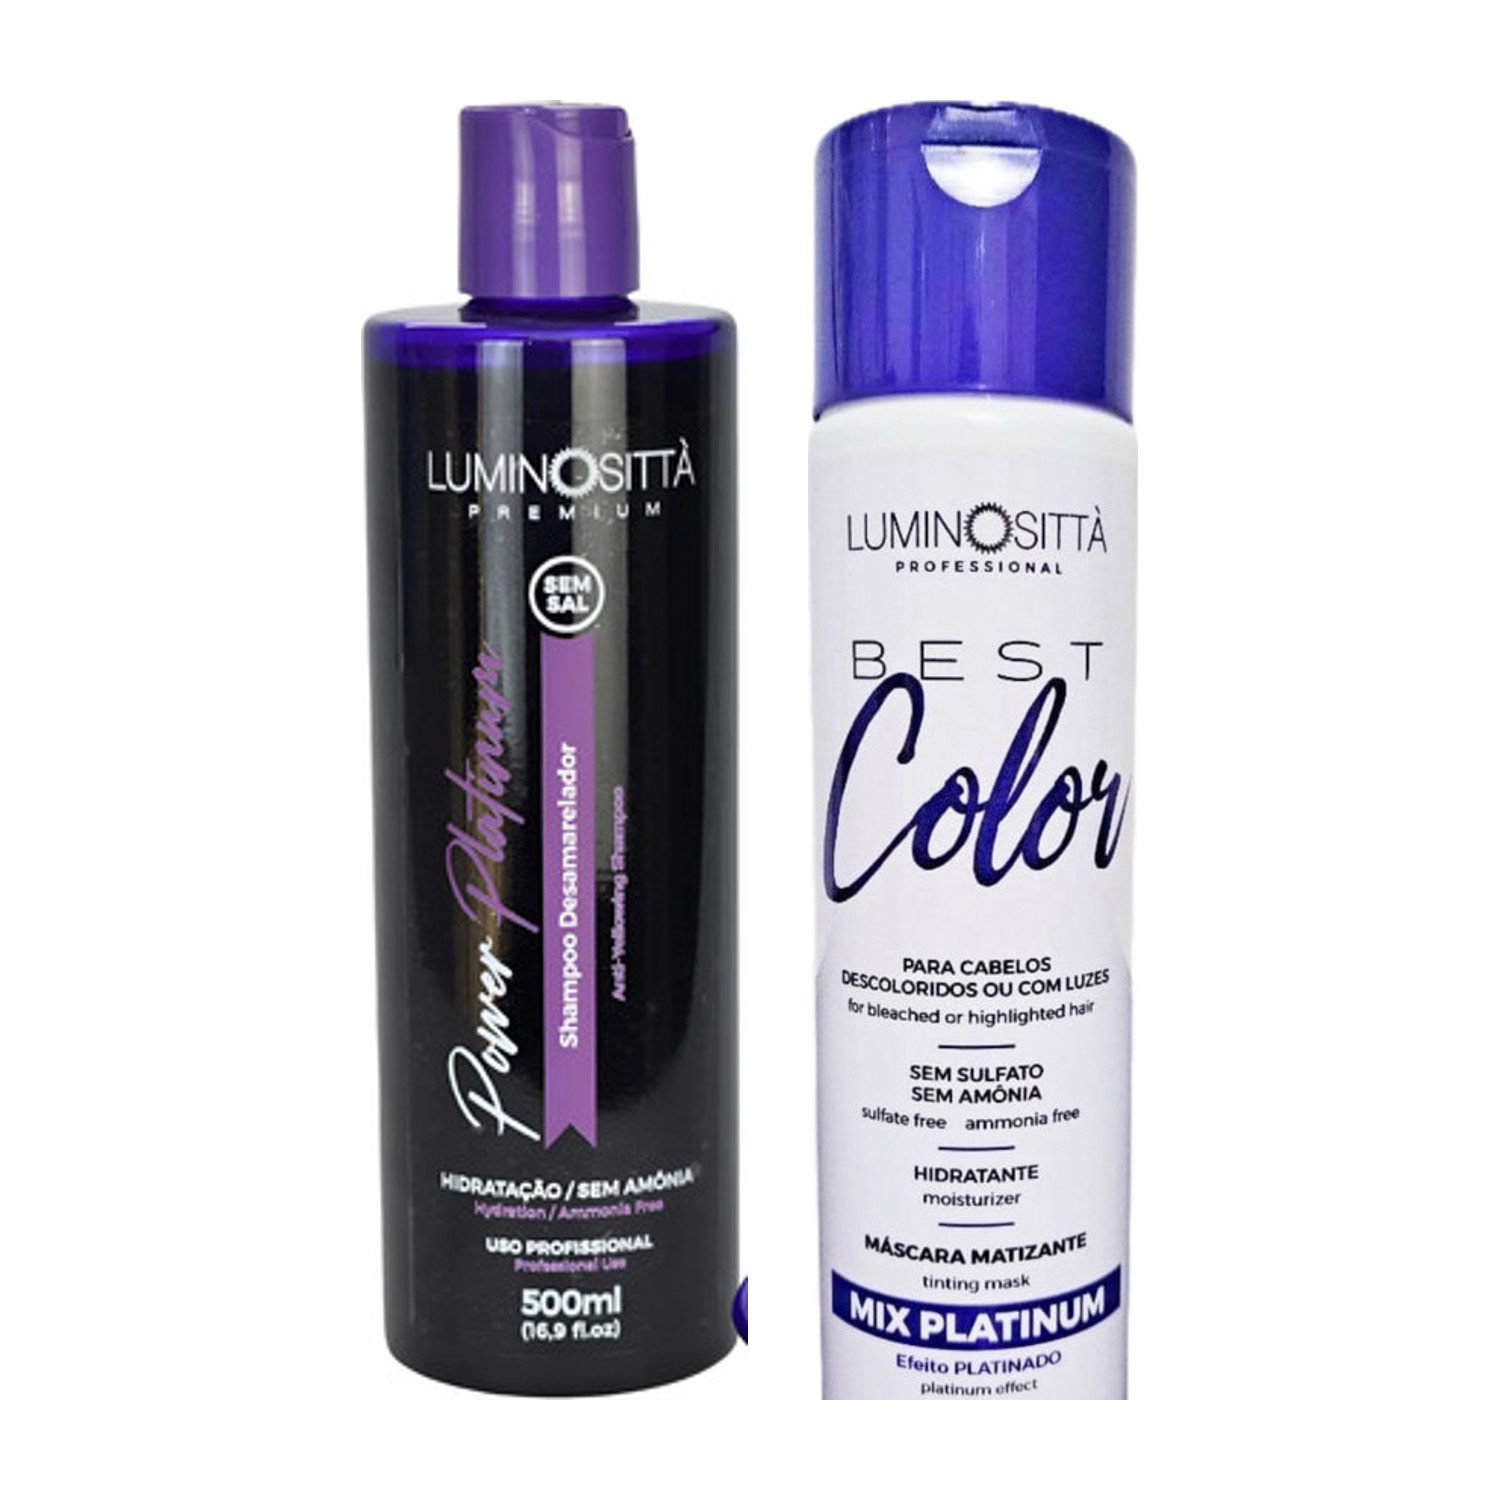 LUMINOSITTÀ
PREMIUM
SEM
SAL
Power Platinum
Shampoo Desamarelador
Anti-Yellowing Shampoo
HIDRATAÇÃO / SEM AMÔNIA
Hydration / Ammonia Free
USO PROFISSIONAL
Professional Use
500ml
(16,9 fl.oz)
LUMINOSITTÀ
PROFESSIONAL
BEST
Color
PARA CABELOS
DESCOLORIDOS OU COM LUZES
for bleached or highlighted hair
SEM SULFATO
SEM AMÔNIA
sulfate free ammonia free
HIDRATANTE
moisturizer
MÁSCARA MATIZANTE
tinting mask
MIX PLATINUM
Efeito PLATINADO
platinum effect